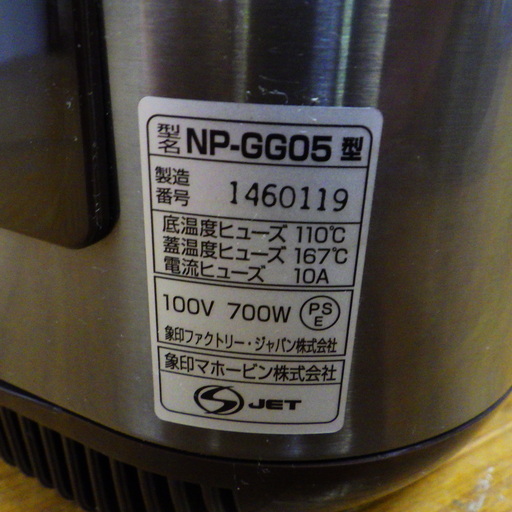 型名 NP-GG05 型
製造番号 1460119
底温度ヒューズ 110℃
蓋温度ヒューズ 167℃
電流ヒューズ 10A
100V 700W PSE
象印ファクトリー・ジャパン株式会社
象印マホービン株式会社
JET